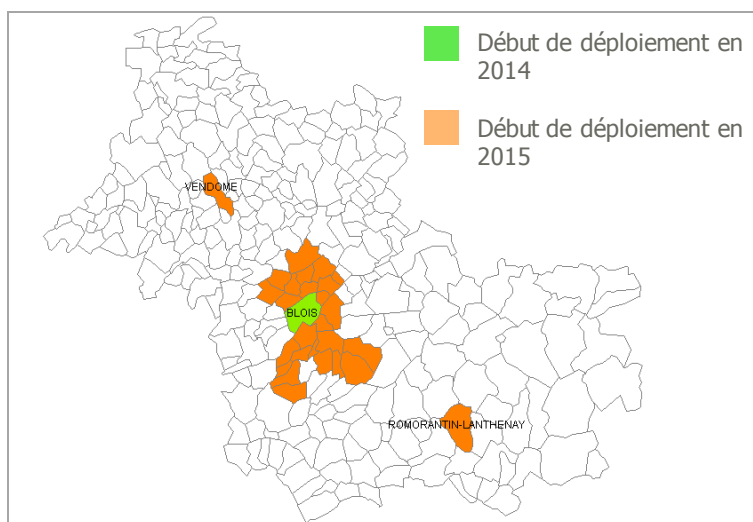 Début de déploiement en
2014
Début de déploiement en
2015
VENDOME
BLOIS
ROMORANTIN-LANTHENAY